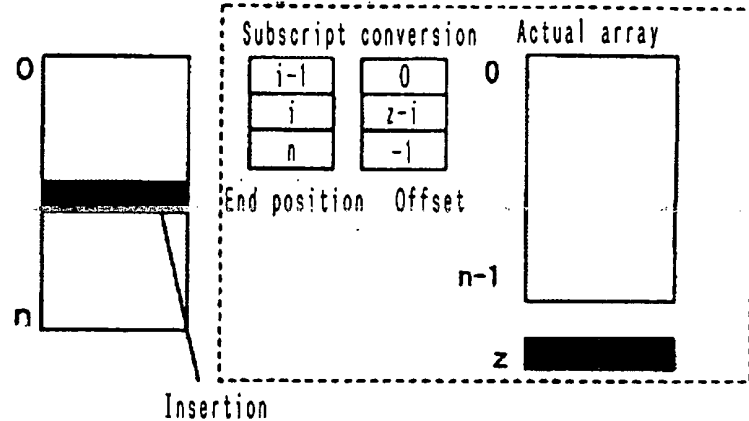 Subscript conversion Actual array
0 i-1 0 0
i z-i
n -1
End position Offset
n-1
n
z
Insertion